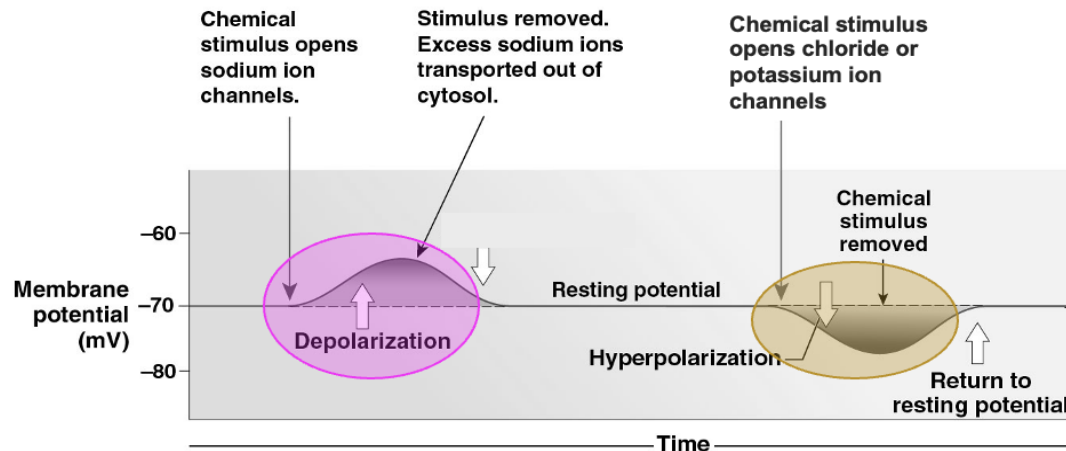 Chemical
stimulus opens
sodium ion
channels.
Stimulus removed.
Excess sodium ions
transported out of
cytosol.
Chemical stimulus
opens chloride or
potassium ion
channels
Chemical
stimulus
removed
–60
Membrane
potential
(mV)
–70
–80
Resting potential
Depolarization
Hyperpolarization
Return to
resting potential
Time